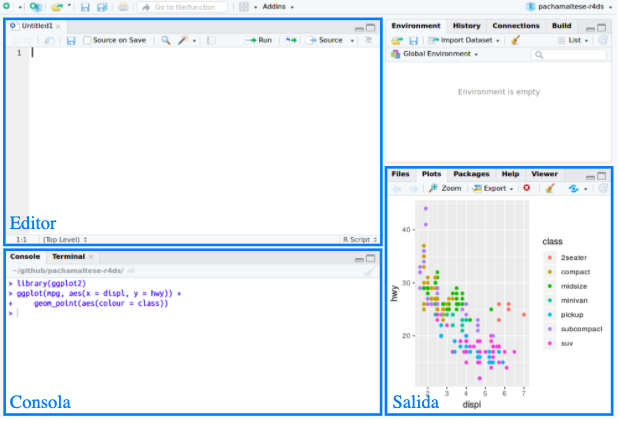 Go to file/function
Addins
pachamaltese-r4ds
Untitled1
Source on Save
Run
Source
1
Editor
1:1
(Top Level)
R Script
Console
Terminal
~/github/pachamaltese-r4ds/
> library(ggplot2)
> ggplot(mpg, aes(x = displ, y = hwy)) +
+ geom_point(aes(colour = class))
>
Consola
Environment
History
Connections
Build
Import Dataset
List
Global Environment
Environment is empty
Files
Plots
Packages
Help
Viewer
Zoom
Export
hwy
40
30
20
2
3
4
5
6
7
displ
class
2seater
compact
midsize
minivan
pickup
subcompact
suv
Salida